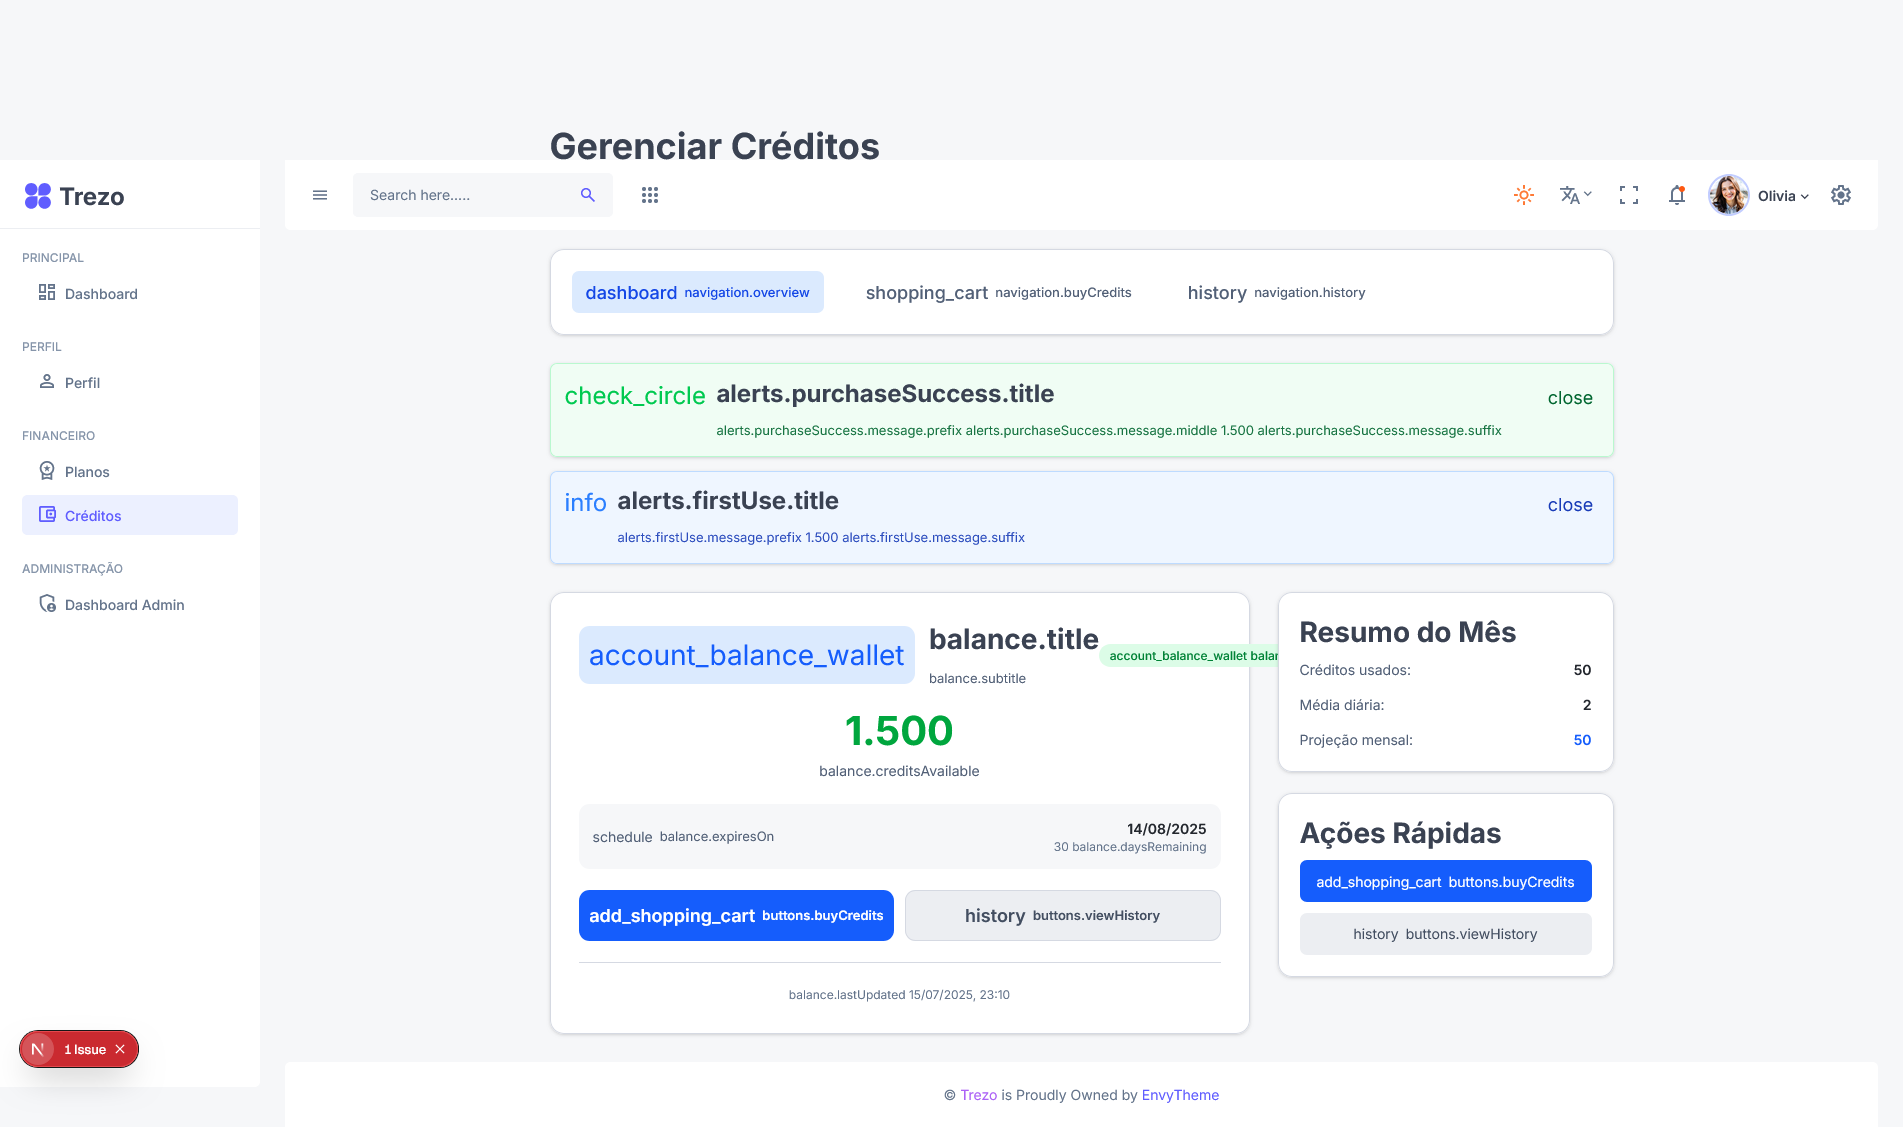 Gerenciar Créditos
Trezo
Search here.....
Olivia
PRINCIPAL
Dashboard
PERFIL
Perfil
FINANCEIRO
Planos
Créditos
ADMINISTRAÇÃO
Dashboard Admin
dashboard navigation.overview
shopping_cart navigation.buyCredits
history navigation.history
check_circle alerts.purchaseSuccess.title
close
alerts.purchaseSuccess.message.prefix alerts.purchaseSuccess.message.middle 1.500 alerts.purchaseSuccess.message.suffix
info alerts.firstUse.title
close
alerts.firstUse.message.prefix 1.500 alerts.firstUse.message.suffix
account_balance_wallet
balance.title
balance.subtitle
account_balance_wallet balan
1.500
balance.creditsAvailable
schedule balance.expiresOn
14/08/2025
30 balance.daysRemaining
add_shopping_cart buttons.buyCredits
history buttons.viewHistory
balance.lastUpdated 15/07/2025, 23:10
Resumo do Mês
Créditos usados: 50
Média diária: 2
Projeção mensal: 50
Ações Rápidas
add_shopping_cart buttons.buyCredits
history buttons.viewHistory
N 1 Issue
© Trezo is Proudly Owned by EnvyTheme